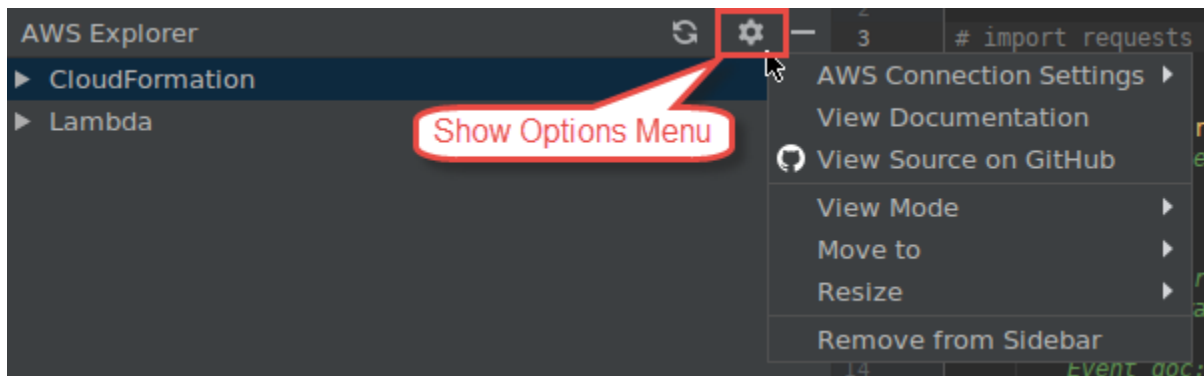 AWS Explorer
3 # import requests
CloudFormation
Lambda
Show Options Menu
AWS Connection Settings
View Documentation
View Source on GitHub
View Mode
Move to
Resize
Remove from Sidebar
14 Event doc: